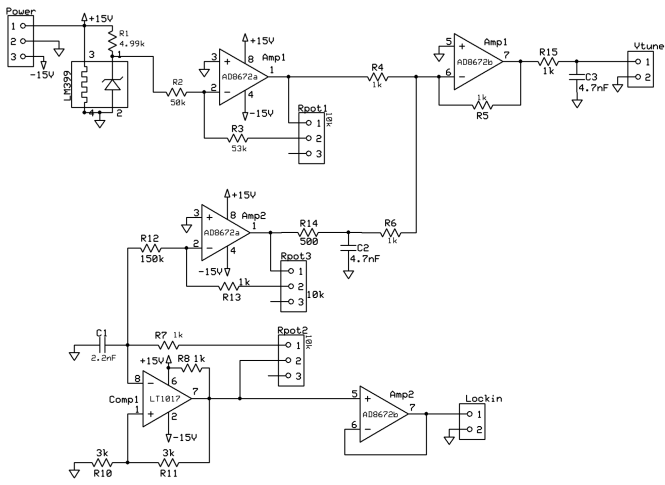 Power
1
2
3
+15V
-15V
R1
4.99k
3
1
LM399
4
2
R2
50k
3
+
2
-
AD8672a
Amp1
+15V
8
1
4
-15V
R3
53k
Rpot1
10k
1
2
3
R4
1k
5
+
6
-
AD8672b
Amp1
7
1k
R5
R15
1k
C3
4.7nF
Vtune
1
2
R12
150k
3
+
2
-
AD8672a
+15V
8
Amp2
1
4
-15V
R14
500
C2
4.7nF
R6
1k
1k
R13
Rpot3
1
2
3
10k
C1
2.2nF
R7 1k
Rpot2
10k
1
2
3
+15V
R8 1k
8
-
6
Comp1
LT1017
7
1
+
2
-15V
3k
R10
3k
R11
5
+
6
-
Amp2
AD8672b
7
Lockin
1
2